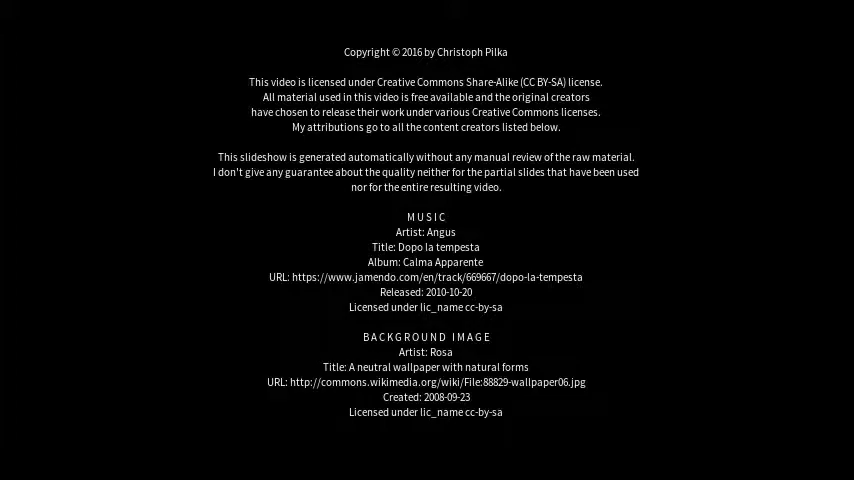 Copyright © 2016 by Christoph Pilka
This video is licensed under Creative Commons Share-Alike (CC BY-SA) license.
All material used in this video is free available and the original creators
have chosen to release their work under various Creative Commons licenses.
My attributions go to all the content creators listed below.
This slideshow is generated automatically without any manual review of the raw material.
I don't give any guarantee about the quality neither for the partial slides that have been used
nor for the entire resulting video.
MUSIC
Artist: Angus
Title: Dopo la tempesta
Album: Calma Apparente
URL: https://www.jamendo.com/en/track/669667/dopo-la-tempesta
Released: 2010-10-20
Licensed under lic_name cc-by-sa
BACKGROUND IMAGE
Artist: Rosa
Title: A neutral wallpaper with natural forms
URL: http://commons.wikimedia.org/wiki/File:88829-wallpaper06.jpg
Created: 2008-09-23
Licensed under lic_name cc-by-sa